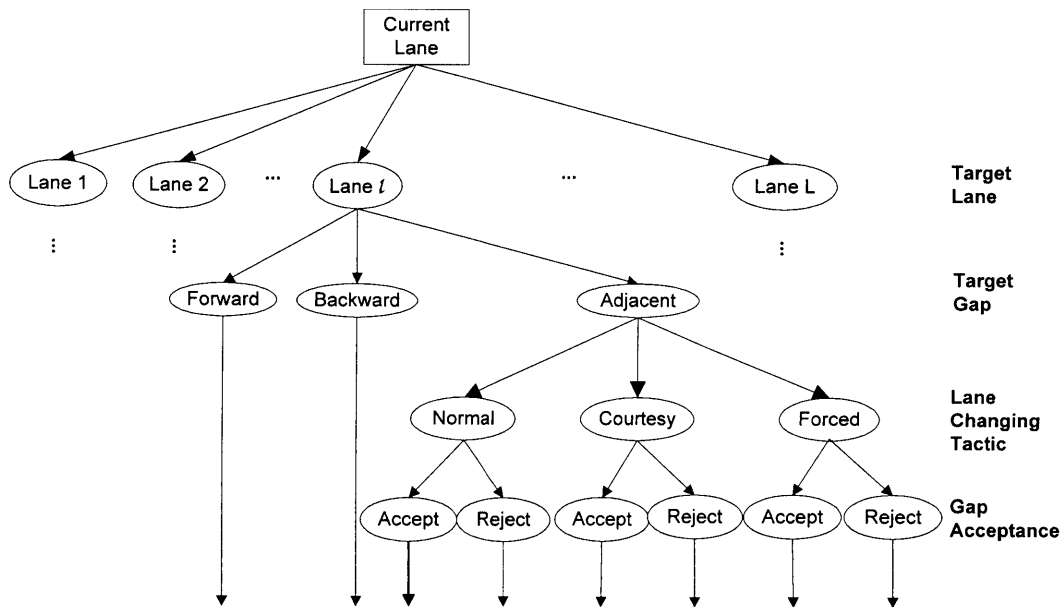 Current
Lane
Lane 1
Lane 2
...
Lane l
...
Lane L
Target
Lane
Forward
Backward
Adjacent
Target
Gap
Normal
Courtesy
Forced
Lane
Changing
Tactic
Accept
Reject
Accept
Reject
Accept
Reject
Gap
Acceptance